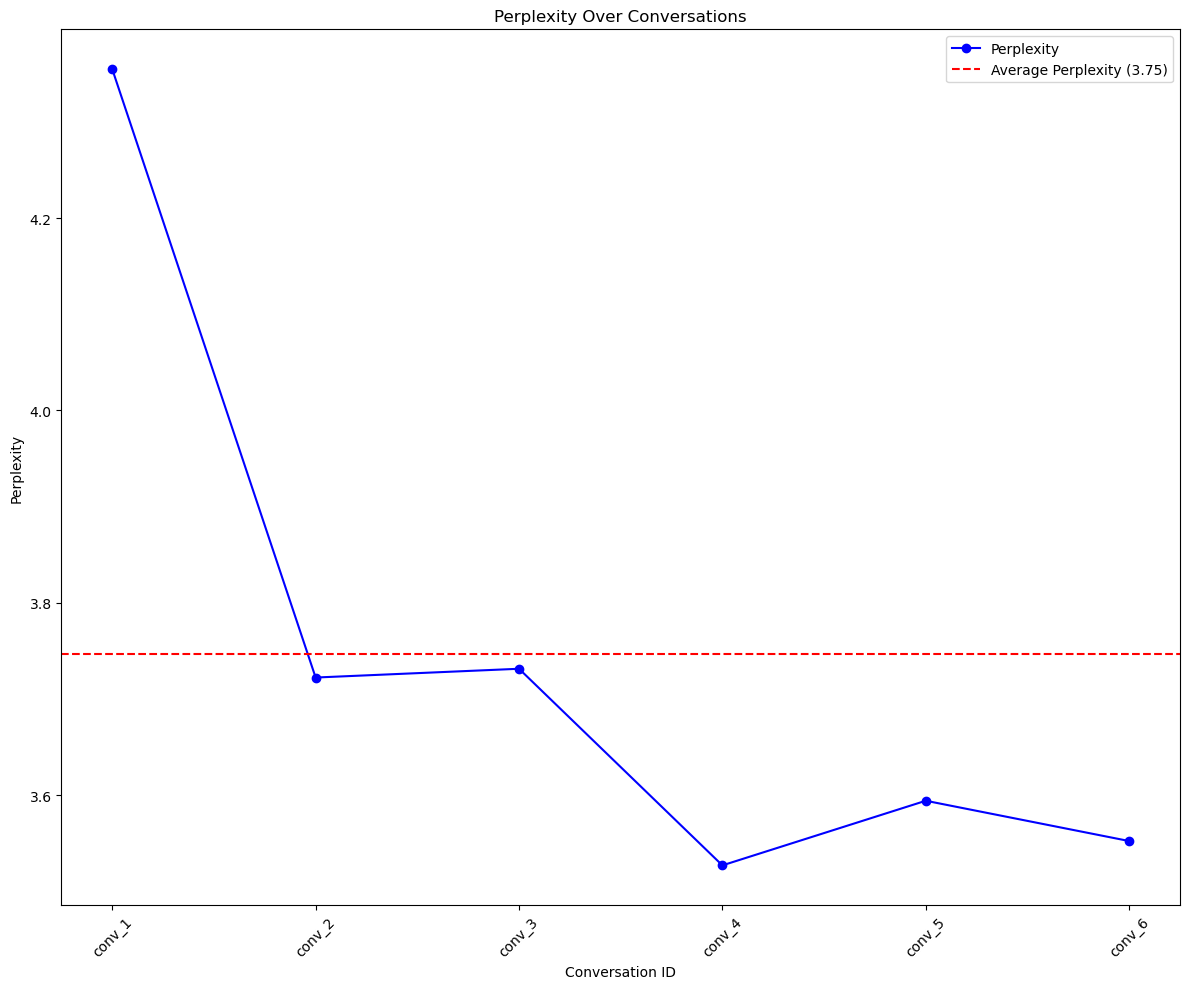 Perplexity Over Conversations
Perplexity
Average Perplexity (3.75)
4.2
4.0
3.8
3.6
Perplexity
conv_1
conv_2
conv_3
conv_4
conv_5
conv_6
Conversation ID